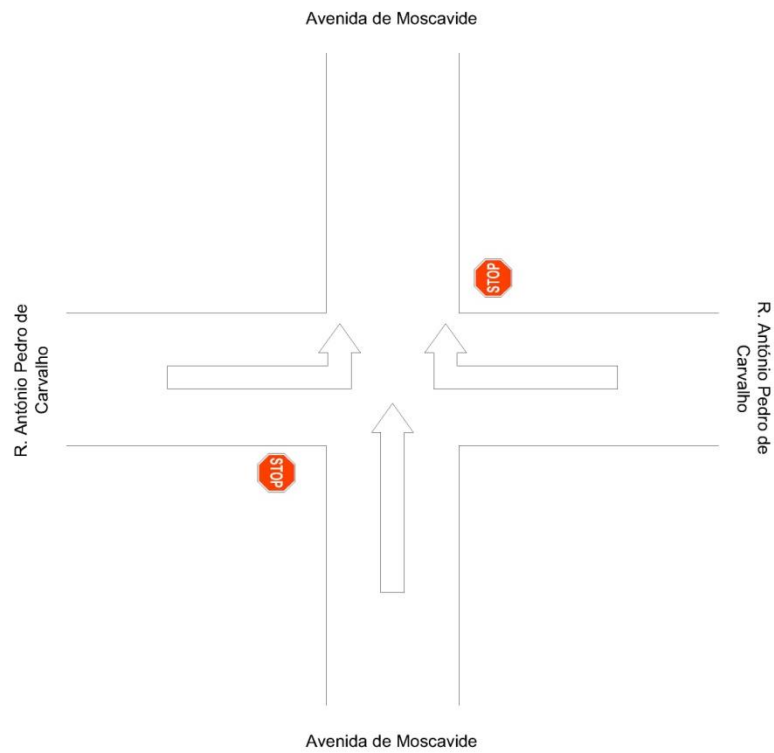 Avenida de Moscavide
STOP
R. António Pedro de
Carvalho
R. António Pedro de
Carvalho
STOP
Avenida de Moscavide